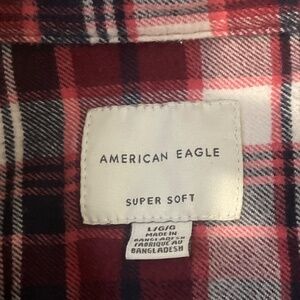 AMERICAN EAGLE
SUPER SOFT
L/G/G
MADE IN
BANGLADESH
FABRIQUÉ AU
BANGLADESH